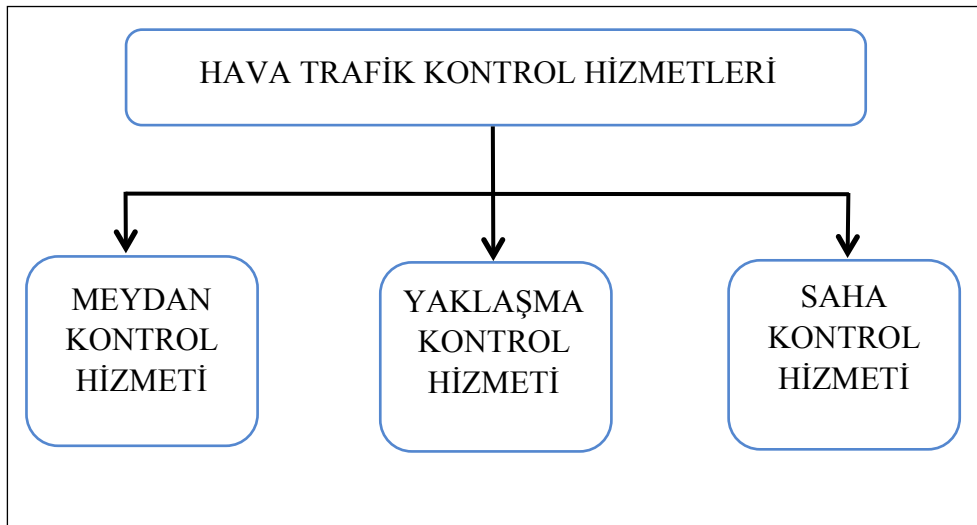 HAVA TRAFİK KONTROL HİZMETLERİ
MEYDAN
KONTROL
HİZMETİ
YAKLAŞMA
KONTROL
HİZMETİ
SAHA
KONTROL
HİZMETİ